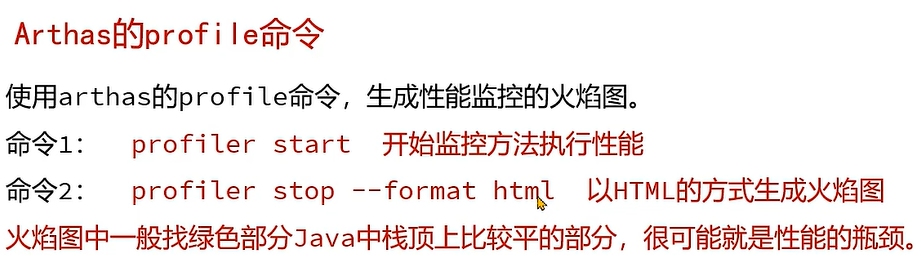 Arthas的profile命令
使用arthas的profile命令，生成性能监控的火焰图。
命令1： profiler start 开始监控方法执行性能
命令2： profiler stop --format html 以HTML的方式生成火焰图
火焰图中一般找绿色部分Java中栈顶上比较平的部分，很可能就是性能的瓶颈。